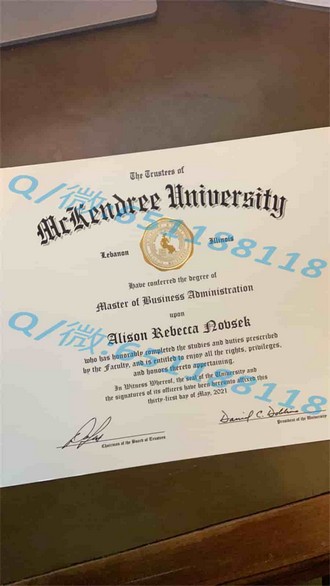 The Trustees of
McKendree University
Lebanon Illinois
Have conferred the degree of
Master of Business Administration
upon
Alison Rebecca Novsek
who has honorably completed the studies and duties prescribed
by the Faculty, and is entitled to enjoy all the rights, privileges,
and honors thereto appertaining.
In Witness Whereof, the seal of the University and
the signatures of its officers have been hereunto affixed this
thirty-first day of May, 2021
Chairman of the Board of Trustees
President of the University
Q/微:
Q/微: